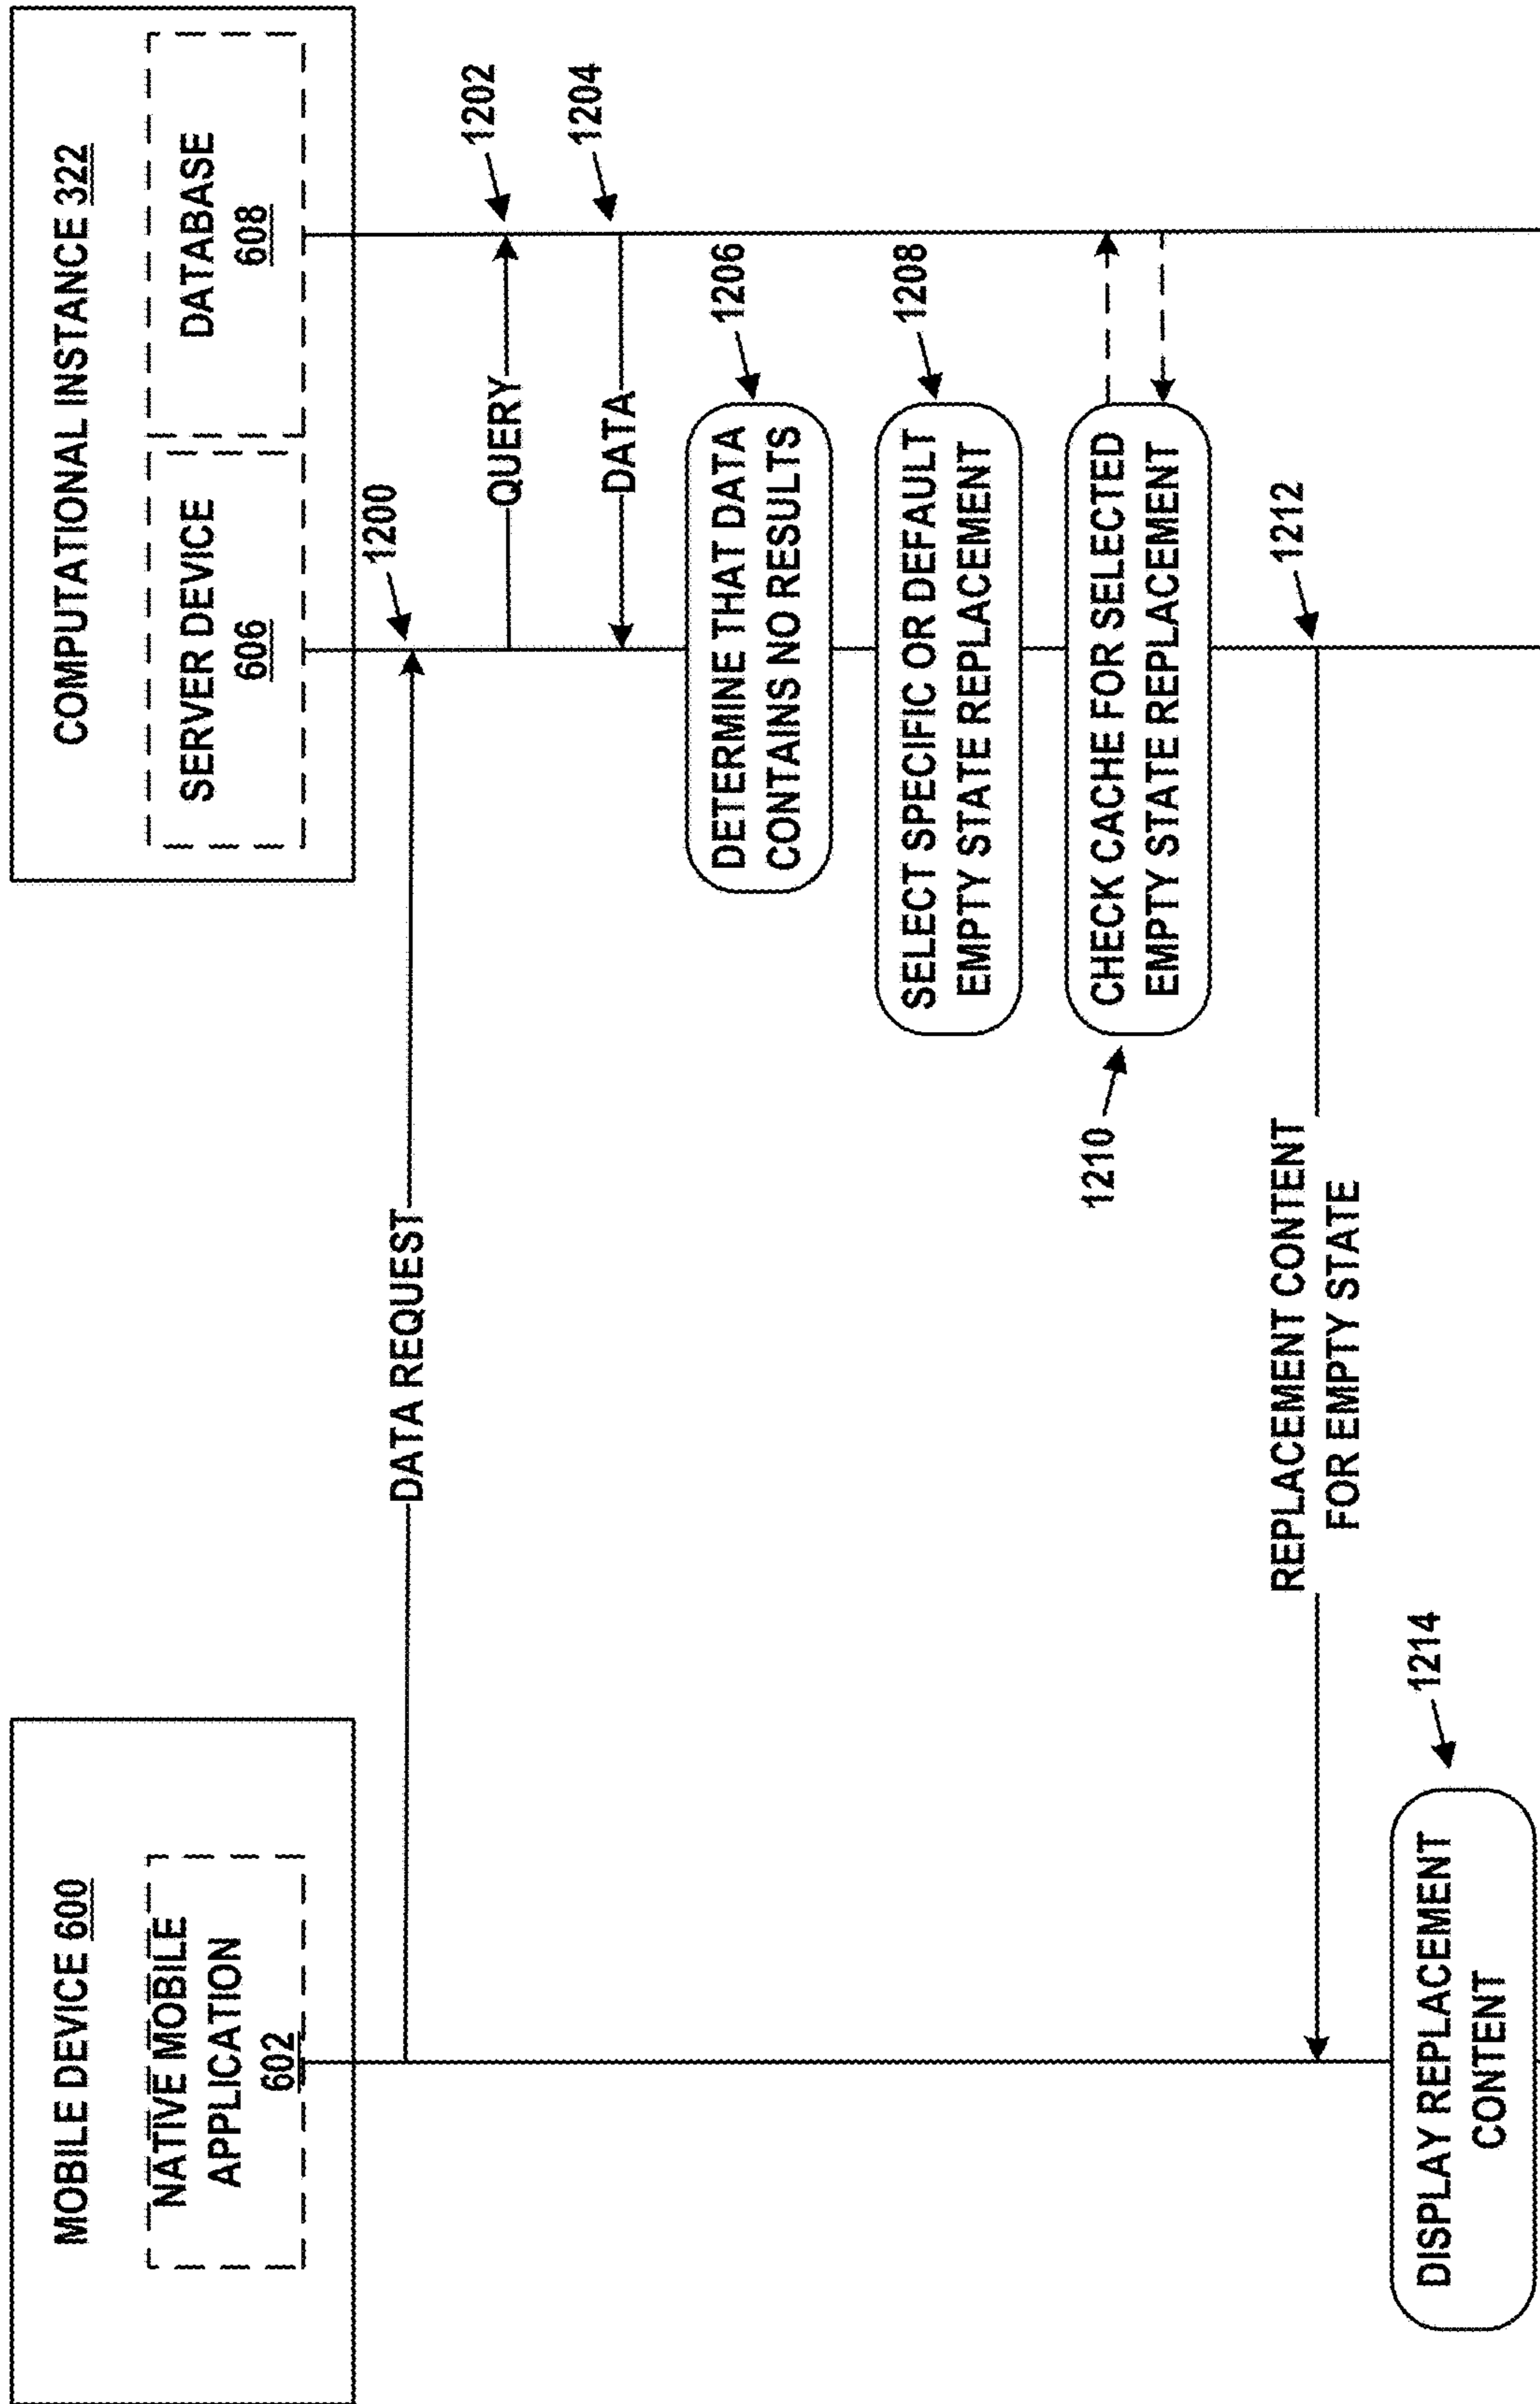 MOBILE DEVICE 600
NATIVE MOBILE
APPLICATION
602
COMPUTATIONAL INSTANCE 322
SERVER DEVICE
606
DATABASE
608
DATA REQUEST
1200
QUERY
1202
DATA
1204
DETERMINE THAT DATA
CONTAINS NO RESULTS
1206
SELECT SPECIFIC OR DEFAULT
EMPTY STATE REPLACEMENT
1208
1210
CHECK CACHE FOR SELECTED
EMPTY STATE REPLACEMENT
REPLACEMENT CONTENT
FOR EMPTY STATE
1212
DISPLAY REPLACEMENT
CONTENT
1214